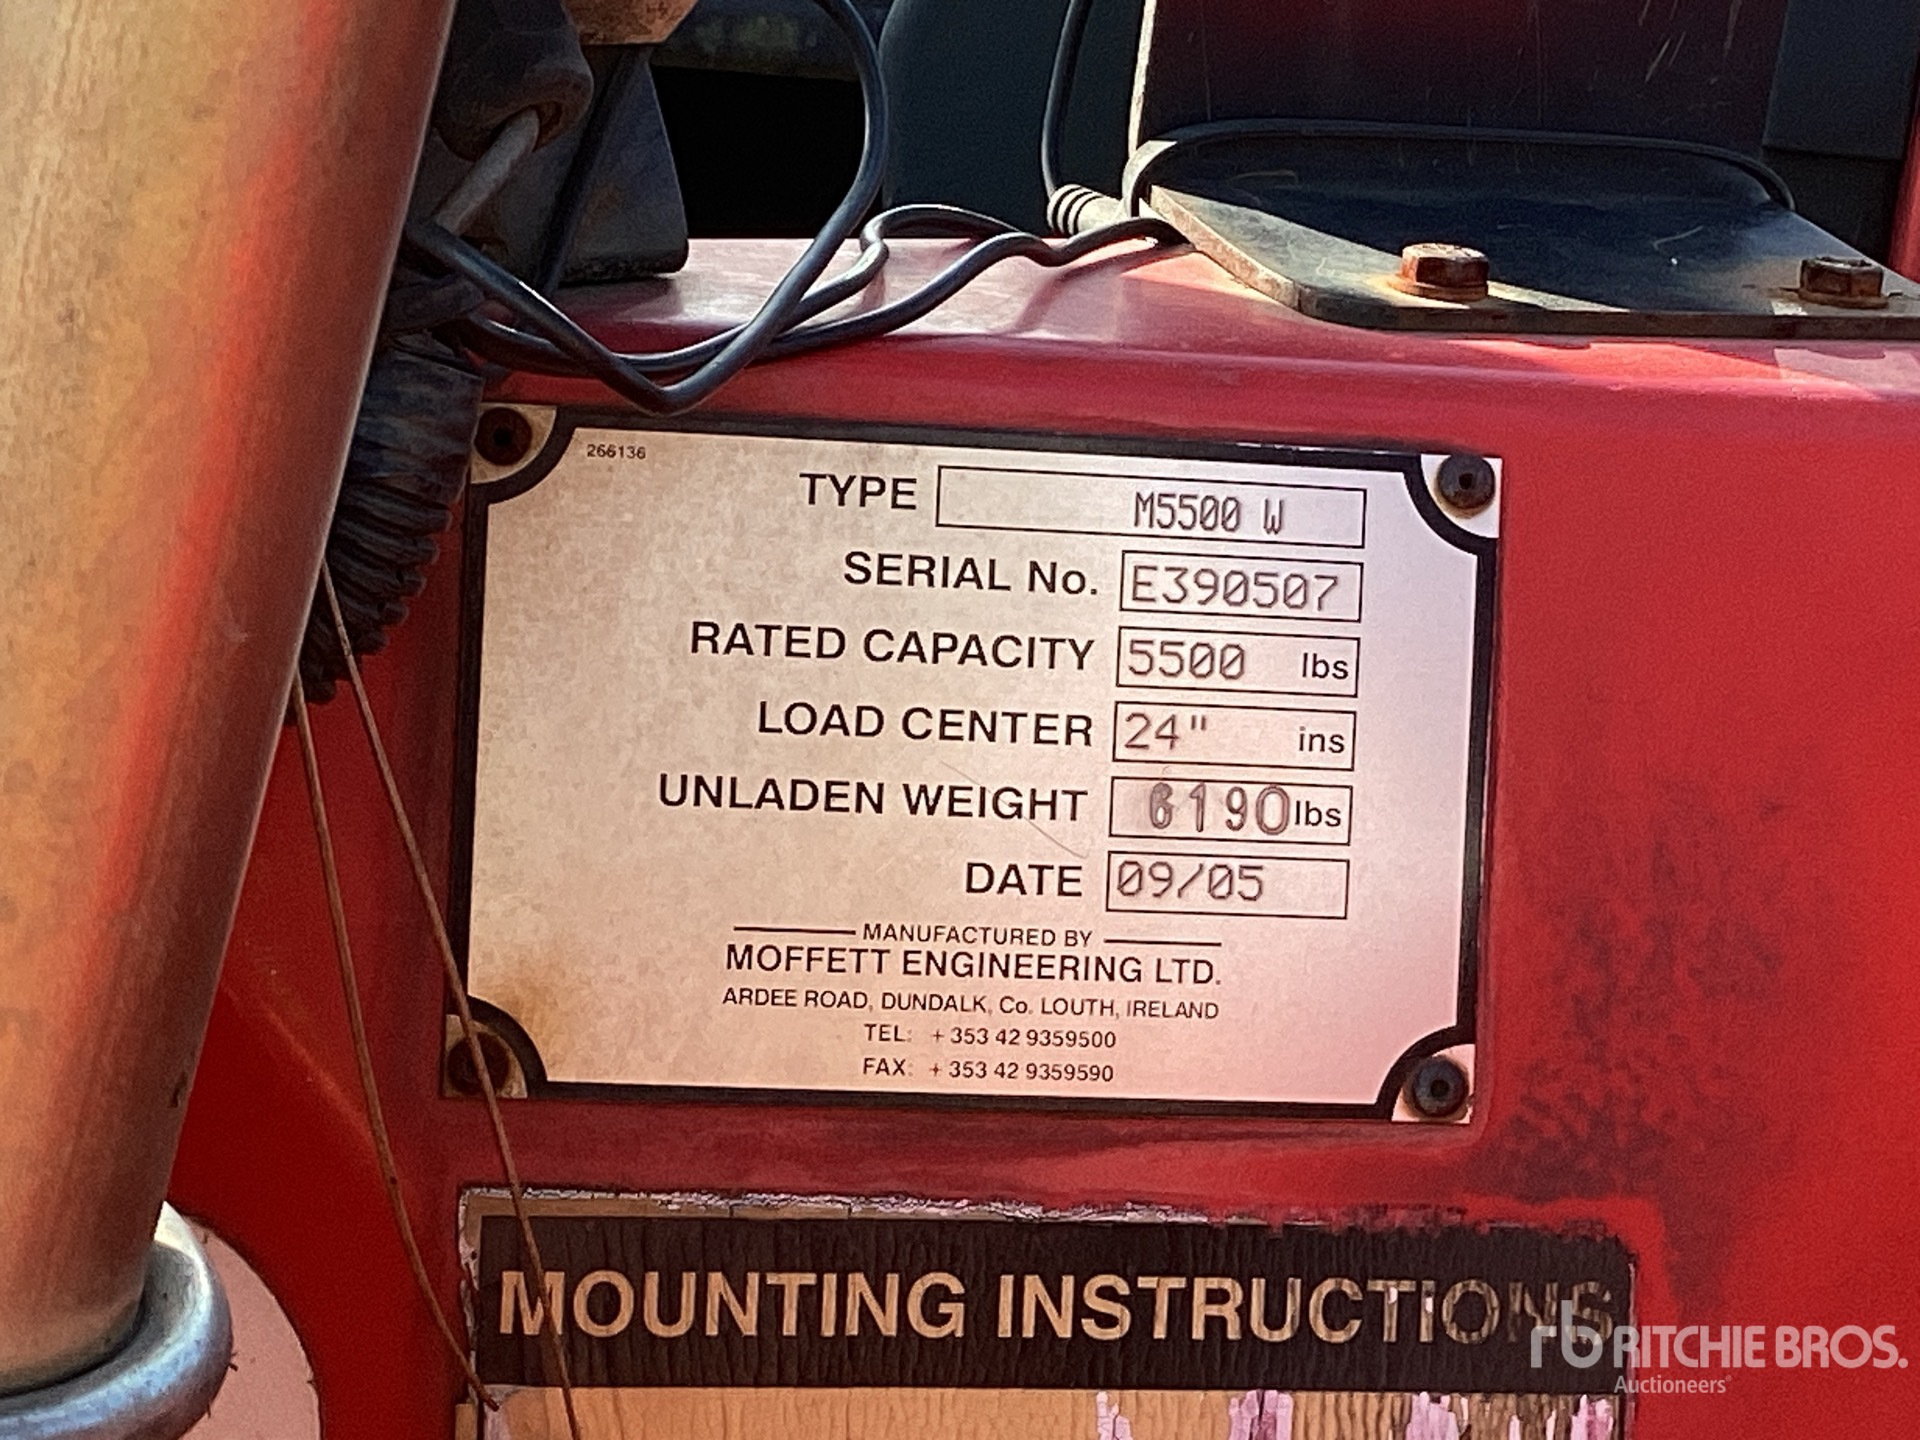 266136
TYPE M5500 W
SERIAL No. E390507
RATED CAPACITY 5500 lbs
LOAD CENTER 24" ins
UNLADEN WEIGHT 6190 lbs
DATE 09/05
MANUFACTURED BY
MOFFETT ENGINEERING LTD.
ARDEE ROAD, DUNDALK, Co. LOUTH, IRELAND
TEL: +353 42 9359500
FAX: +353 42 9359590
MOUNTING INSTRUCTIONS
rb RITCHIE BROS.
Auctioneers